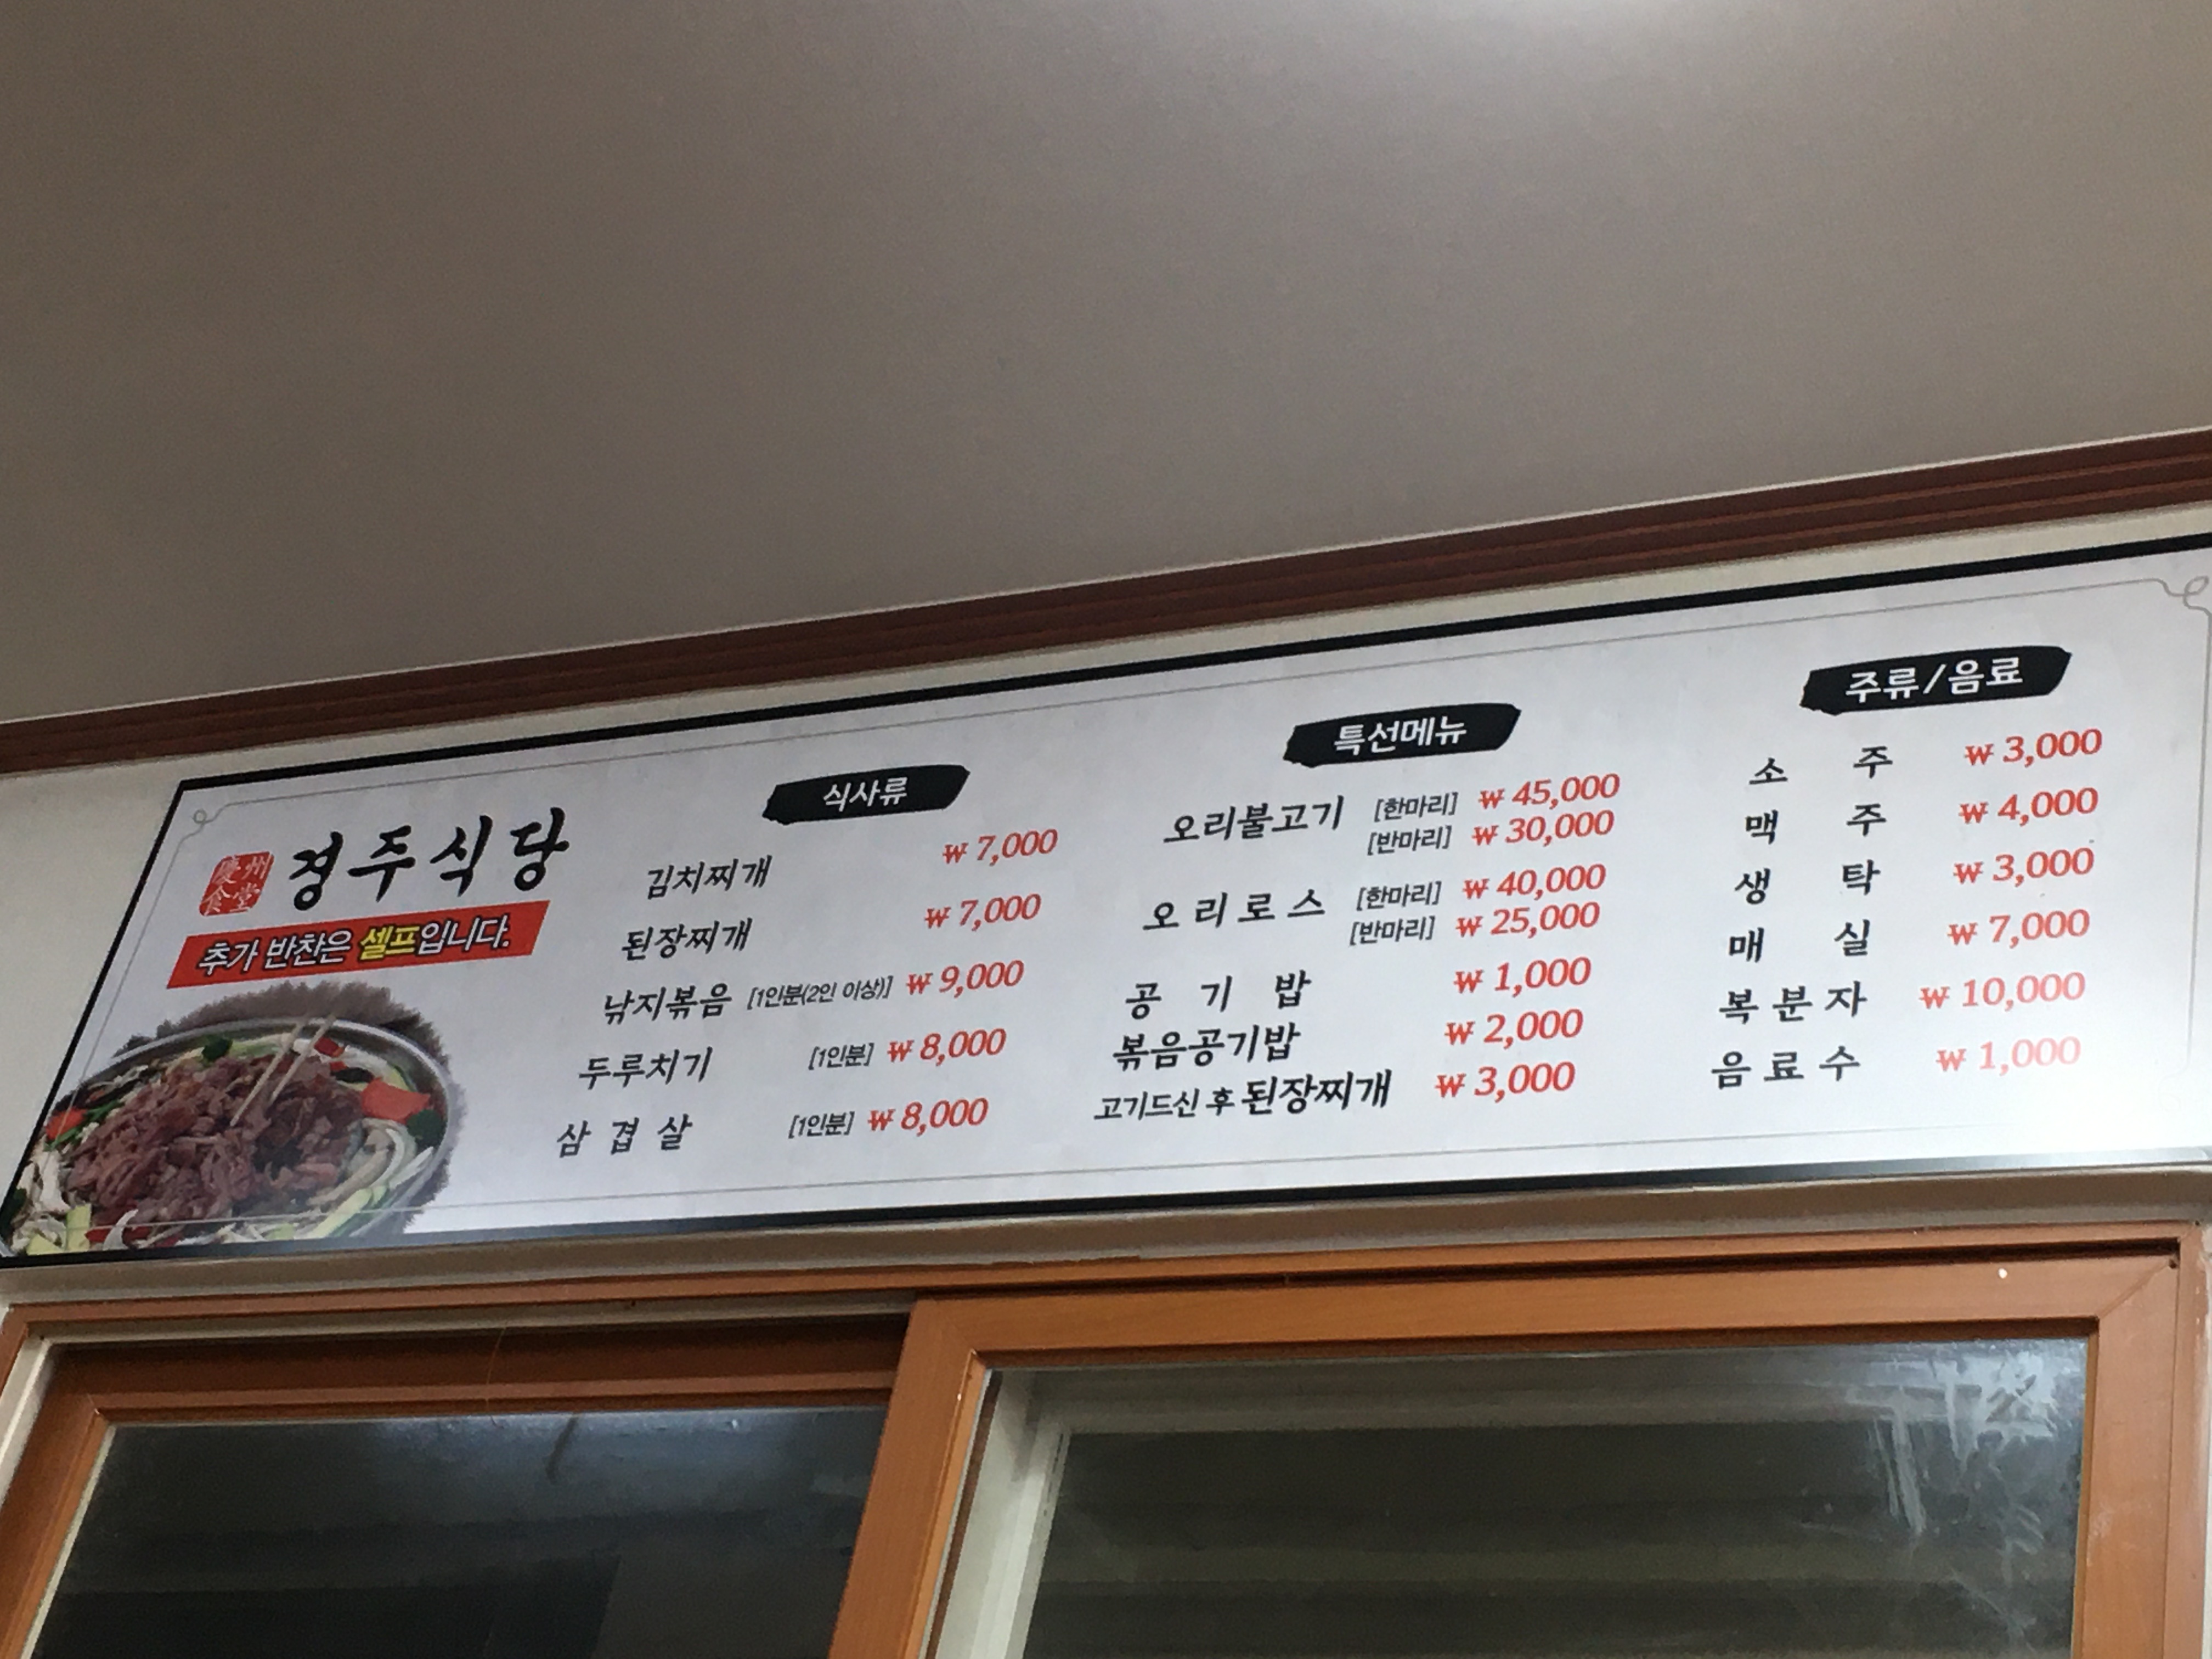 慶州
食堂
경주식당
추가 반찬은 셀프입니다.
식사류
김치찌개 ₩ 7,000
된장찌개 ₩ 7,000
낚지볶음 [1인분(2인 이상)] ₩ 9,000
두루치기 [1인분] ₩ 8,000
삼겹살 [1인분] ₩ 8,000
특선메뉴
오리불고기 [한마리] ₩ 45,000
[반마리] ₩ 30,000
오리로스 [한마리] ₩ 40,000
[반마리] ₩ 25,000
공기밥 ₩ 1,000
볶음공기밥 ₩ 2,000
고기드신 후 된장찌개 ₩ 3,000
주류/음료
소주 ₩ 3,000
맥주 ₩ 4,000
생탁 ₩ 3,000
매실 ₩ 7,000
복분자 ₩ 10,000
음료수 ₩ 1,000